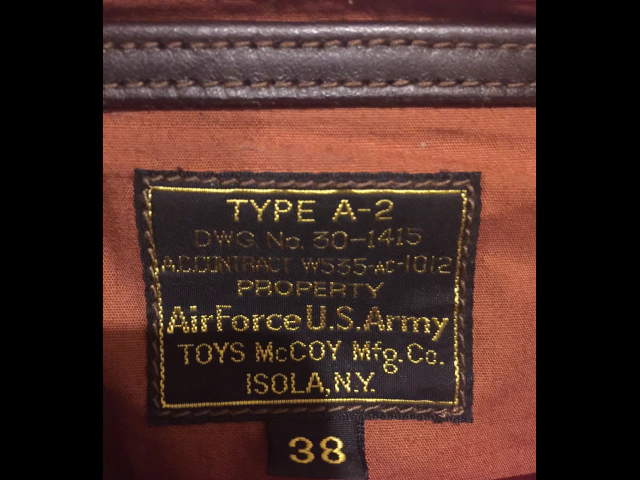 TYPE A-2
DWG. No. 30-1415
A.C.CONTRACT W535-AC-1012
PROPERTY
AirForce U.S. Army
TOYS McCOY Mfg. Co.
ISOLA, N.Y.
38